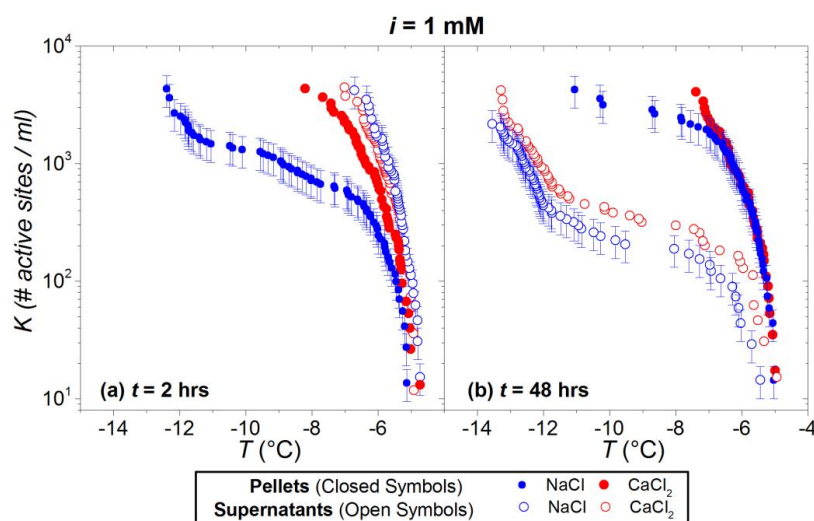 i = 1 mM
K (# active sites / ml)
10⁴
10³
10²
10¹
(a) t = 2 hrs
(b) t = 48 hrs
-14 -12 -10 -8 -6 -14 -12 -10 -8 -6 -4
T (°C) T (°C)
Pellets (Closed Symbols) NaCl CaCl₂
Supernatants (Open Symbols) NaCl CaCl₂